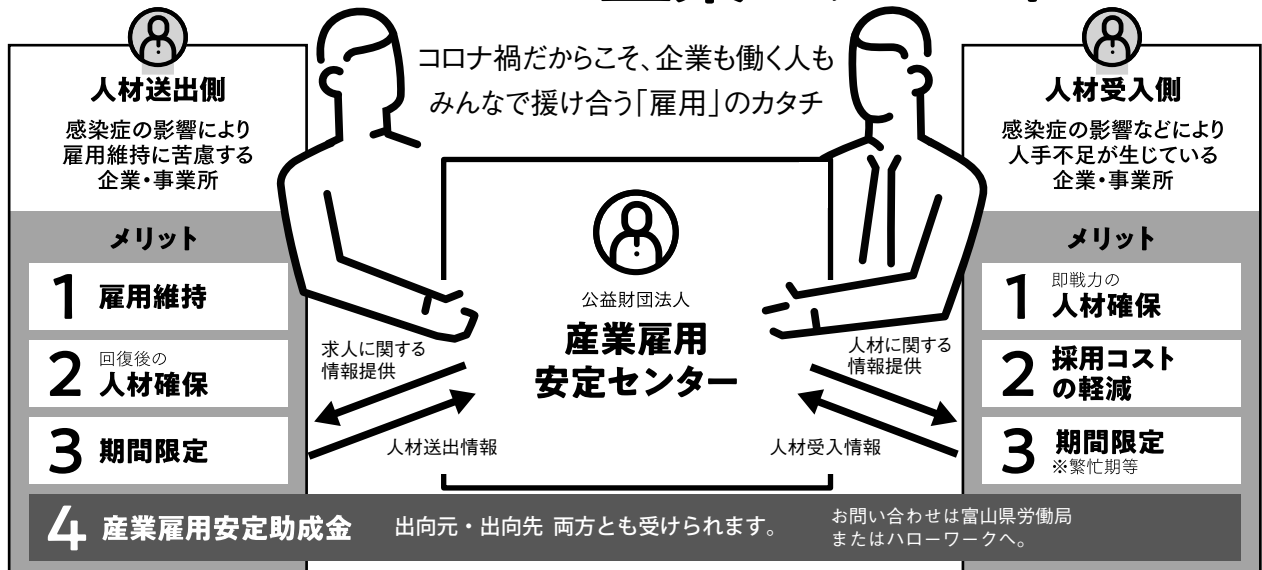 コロナ禍だからこそ、企業も働く人も
みんなで援け合う「雇用」のカタチ
人材送出側
感染症の影響により
雇用維持に苦慮する
企業・事業所
メリット
1 雇用維持
2 回復後の
人材確保
3 期間限定
公益財団法人
産業雇用
安定センター
求人に関する
情報提供
人材送出情報
人材に関する
情報提供
人材受入情報
人材受入側
感染症の影響などにより
人手不足が生じている
企業・事業所
メリット
1 即戦力の
人材確保
2 採用コスト
の軽減
3 期間限定
※繁忙期等
4 産業雇用安定助成金 出向元・出向先 両方とも受けられます。
お問い合わせは富山県労働局
またはハローワークへ。